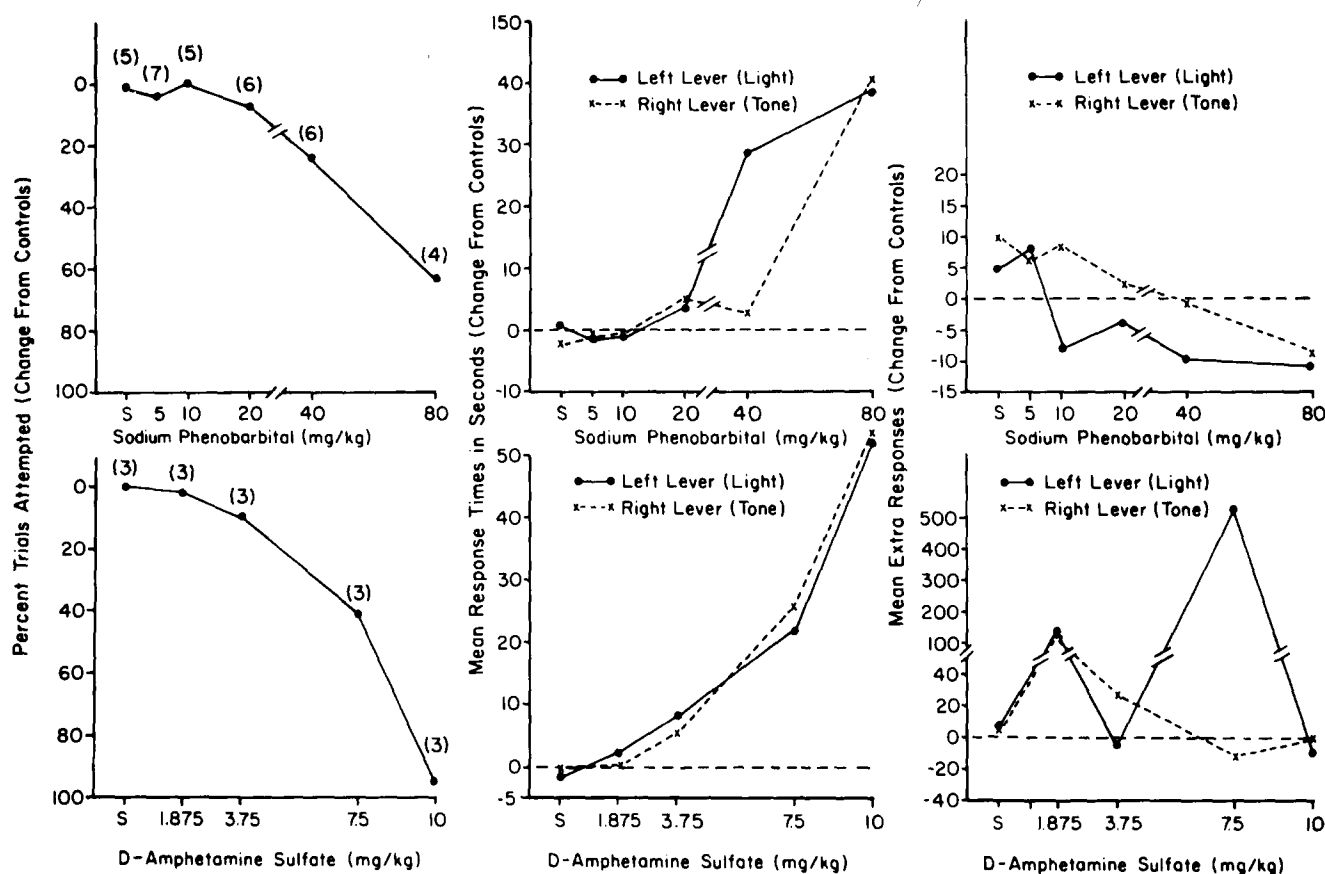 Percent Trials Attempted (Change From Controls)
(5)
(7)
(5)
(6)
(6)
(4)
0
20
40
60
80
100
S 5 10 20 40 80
Sodium Phenobarbital (mg/kg)
(3)
(3)
(3)
(3)
(3)
0
20
40
60
80
100
S 1.875 3.75 7.5 10
D-Amphetamine Sulfate (mg/kg)
Mean Response Times in Seconds (Change From Controls)
150
40
30
20
10
0
-10
Left Lever (Light)
x--x Right Lever (Tone)
S 5 10 20 40 80
Sodium Phenobarbital (mg/kg)
50
40
30
20
10
0
-5
Left Lever (Light)
x--x Right Lever (Tone)
S 1.875 3.75 7.5 10
D-Amphetamine Sulfate (mg/kg)
Mean Extra Responses (Change From Controls)
20
15
10
5
0
-5
-10
-15
Left Lever (Light)
x--x Right Lever (Tone)
S 5 10 20 40 80
Sodium Phenobarbital (mg/kg)
500
400
300
200
100
40
20
0
-20
-40
Left Lever (Light)
x--x Right Lever (Tone)
S 1.875 3.75 7.5 10
D-Amphetamine Sulfate (mg/kg)